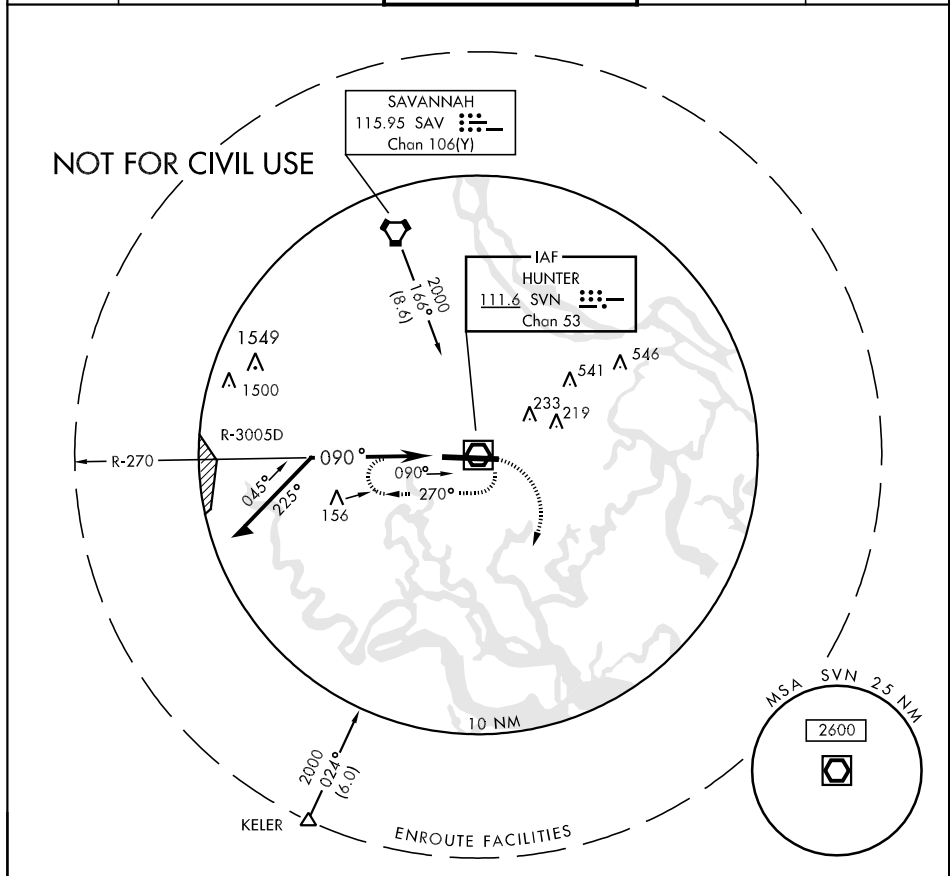 SAVANNAH
115.95 SAV
Chan 106(Y)
NOT FOR CIVIL USE
IAF
HUNTER
111.6 SVN
Chan 53
2000
166°
(8.6)
1549
1500
546
541
233
219
R-3005D
R-270
090°
090°
270°
045°
225°
156
10 NM
2000
024°
(6.0)
KELER
ENROUTE FACILITIES
MSA SVN 25 NM
2600